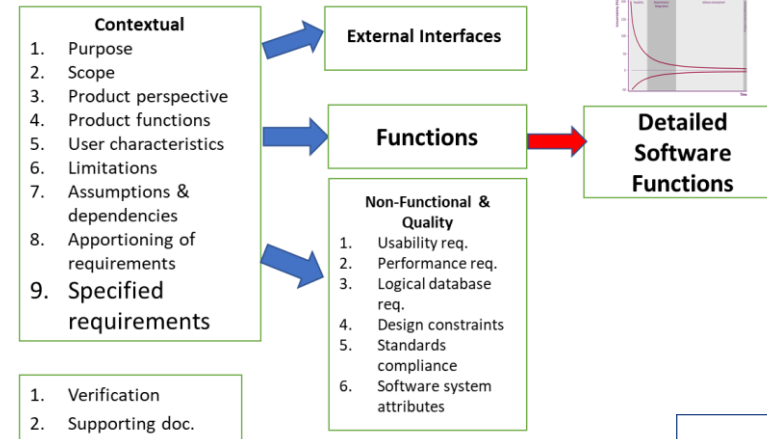 Contextual
1. Purpose
2. Scope
3. Product perspective
4. Product functions
5. User characteristics
6. Limitations
7. Assumptions &
dependencies
8. Apportioning of
requirements
9. Specified
requirements
1. Verification
2. Supporting doc.
External Interfaces
Functions
Non-Functional &
Quality
1. Usability req.
2. Performance req.
3. Logical database
req.
4. Design constraints
5. Standards
compliance
6. Software system
attributes
Time
Detailed
Software
Functions